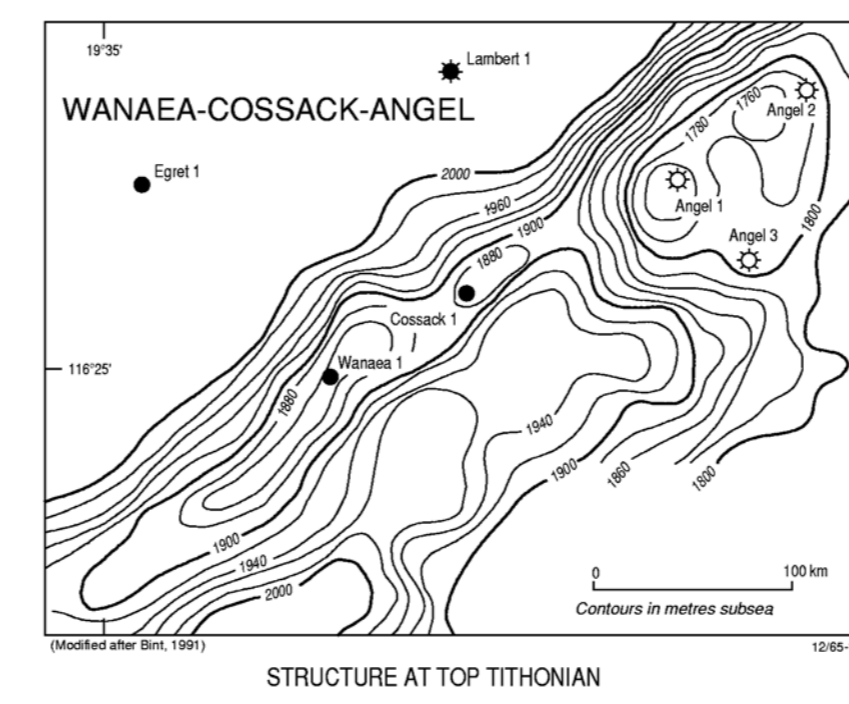 19°35'
Lambert 1
WANAEA-COSSACK-ANGEL
1760
Angel 2
1780
Egret 1
2000
1960
Angel 1
1900
1800
Angel 3
1880
Cossack 1
116°25'
Wanaea 1
1880
1940
1900
1860
1800
1900
1940
2000
0 100 km
Contours in metres subsea
(Modified after Bint, 1991)
12/65-
STRUCTURE AT TOP TITHONIAN